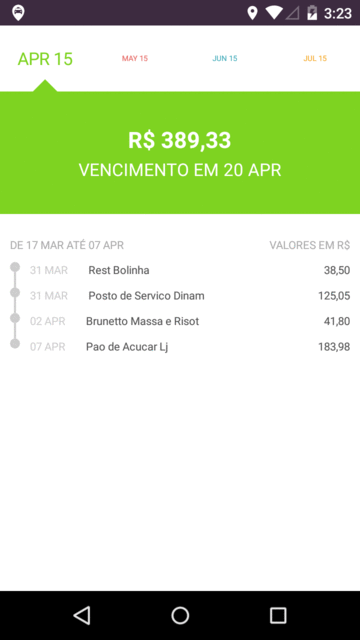 3:23
APR 15 MAY 15 JUN 15 JUL 15
R$ 389,33
VENCIMENTO EM 20 APR
DE 17 MAR ATÉ 07 APR VALORES EM R$
31 MAR Rest Bolinha 38,50
31 MAR Posto de Servico Dinam 125,05
02 APR Brunetto Massa e Risot 41,80
07 APR Pao de Acucar Lj 183,98